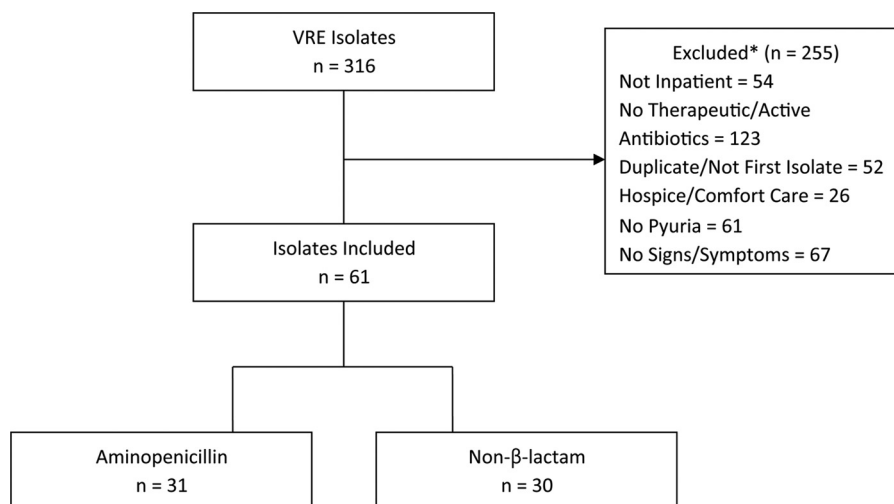 VRE Isolates
n = 316
Excluded* (n = 255)
Not Inpatient = 54
No Therapeutic/Active
Antibiotics = 123
Duplicate/Not First Isolate = 52
Hospice/Comfort Care = 26
No Pyuria = 61
No Signs/Symptoms = 67
Isolates Included
n = 61
Aminopenicillin
n = 31
Non-β-lactam
n = 30